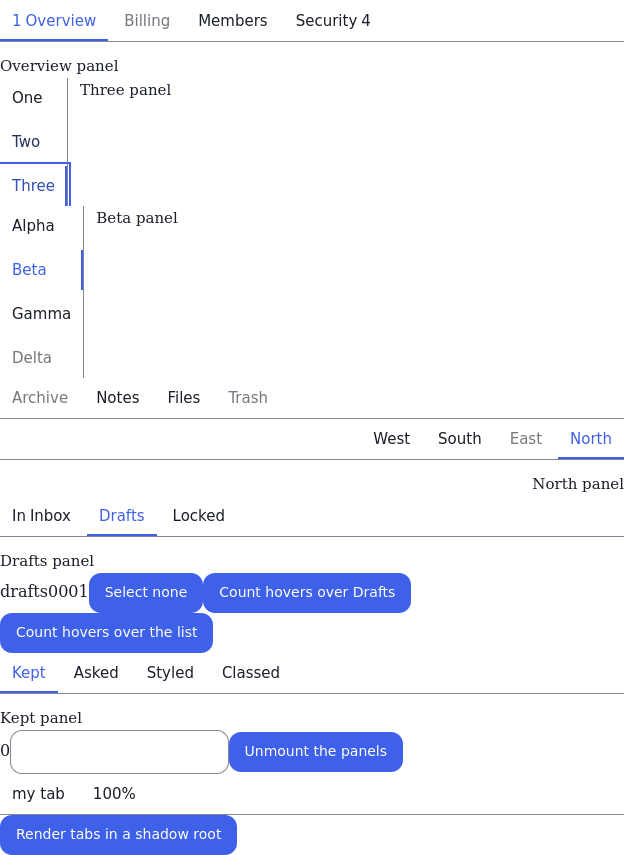 1 Overview Billing Members Security 4
Overview panel
One
Three panel
Two
Three
Alpha
Beta panel
Beta
Gamma
Delta
Archive Notes Files Trash
West South East North
North panel
In Inbox Drafts Locked
Drafts panel
drafts0001 Select none Count hovers over Drafts
Count hovers over the list
Kept Asked Styled Classed
Kept panel
0 Unmount the panels
my tab 100%
Render tabs in a shadow root